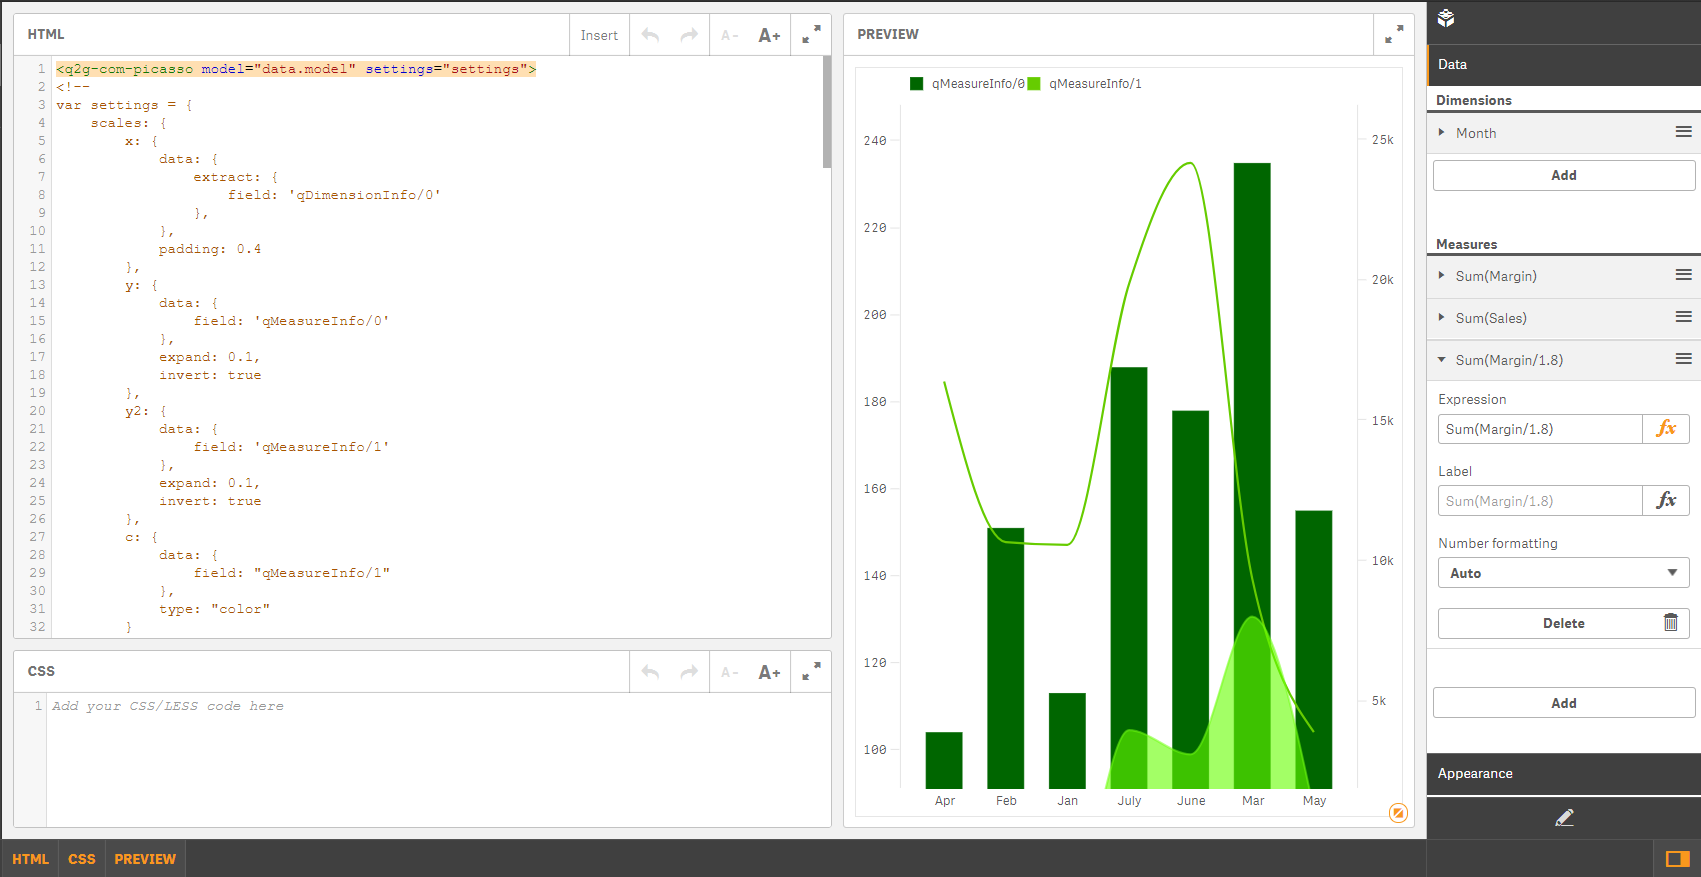 HTML
Insert
A-
A+
1 <q2g-com-picasso model="data.model" settings="settings">
2 <!--
3 var settings = {
4 scales: {
5 x: {
6 data: {
7 extract: {
8 field: 'qDimensionInfo/0'
9 },
10 },
11 padding: 0.4
12 },
13 y: {
14 data: {
15 field: 'qMeasureInfo/0'
16 },
17 expand: 0.1,
18 invert: true
19 },
20 y2: {
21 data: {
22 field: 'qMeasureInfo/1'
23 },
24 expand: 0.1,
25 invert: true
26 },
27 c: {
28 data: {
29 field: "qMeasureInfo/1"
30 },
31 type: "color"
32 }
CSS
A-
A+
1 Add your CSS/LESS code here
PREVIEW
qMeasureInfo/0 qMeasureInfo/1
240
220
200
180
160
140
120
100
25k
20k
15k
10k
5k
Apr Feb Jan July June Mar May
Data
Dimensions
Month
Add
Measures
Sum(Margin)
Sum(Sales)
Sum(Margin/1.8)
Expression
Sum(Margin/1.8) fx
Label
Sum(Margin/1.8) fx
Number formatting
Auto
Delete
Add
Appearance
HTML CSS PREVIEW